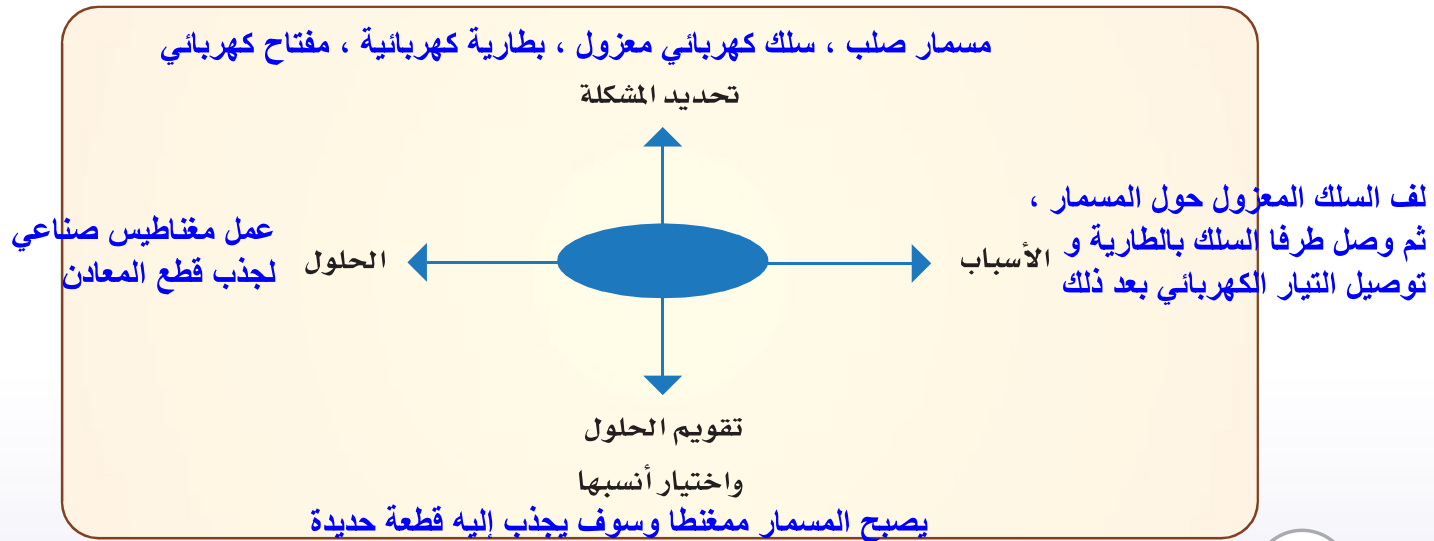 مسمار صلب ، سلك كهربائي معزول ، بطارية كهربائية ، مفتاح كهربائي
تحديد المشكلة
لف السلك المعزول حول المسمار ،
ثم وصل طرفا السلك بالطارية و
توصيل التيار الكهربائي بعد ذلك
الأسباب
الحلول
عمل مغناطيس صناعي
لجذب قطع المعادن
تقويم الحلول
واختيار أنسبها
يصبح المسمار ممغنطا وسوف يجذب إليه قطعة حديدة